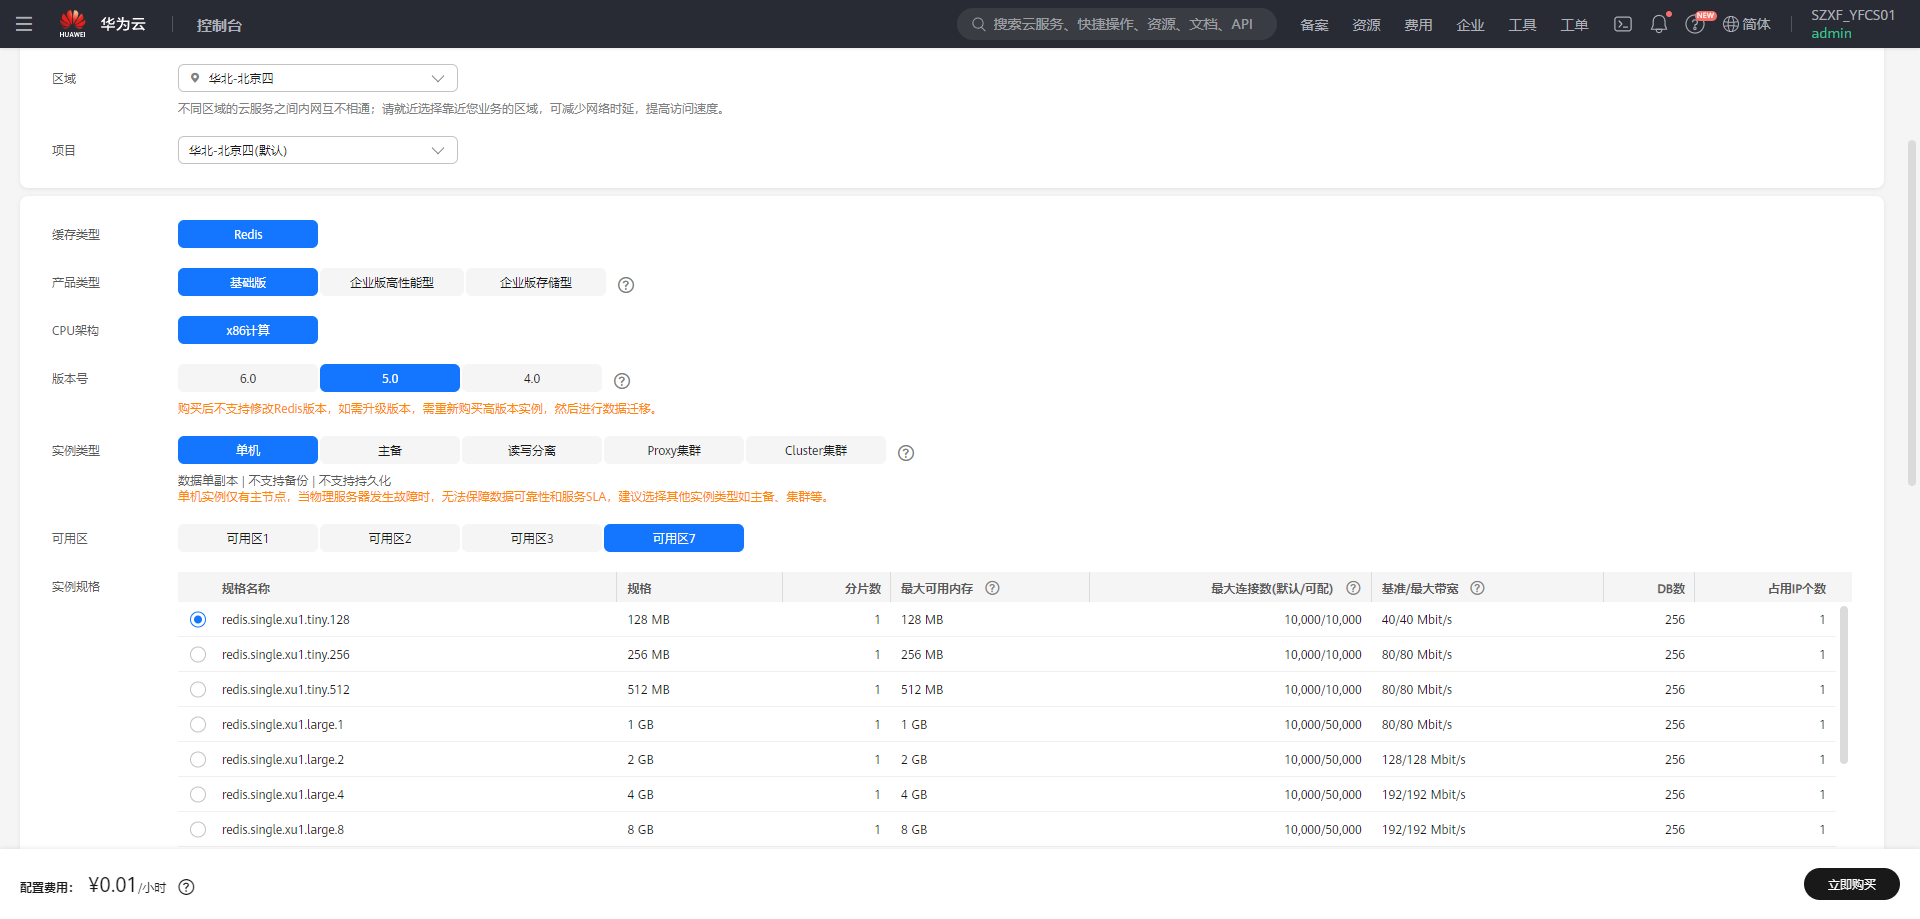 HUAWEI 华为云 控制台 搜索云服务、快捷操作、资源、文档、API 备案 资源 费用 企业 工具 工单 NEW 简体 SZXF_YFCS01
admin
区域 华北-北京四
不同区域的云服务之间内网互不相通；请就近选择靠近您业务的区域，可减少网络时延，提高访问速度。
项目 华北-北京四(默认)
缓存类型 Redis
产品类型 基础版 企业版高性能型 企业版存储型
CPU架构 x86计算
版本号 6.0 5.0 4.0
购买后不支持修改Redis版本，如需升级版本，需重新购买高版本实例，然后进行数据迁移。
实例类型 单机 主备 读写分离 Proxy集群 Cluster集群
数据单副本 | 不支持备份 | 不支持持久化
单机实例仅有主节点，当物理服务器发生故障时，无法保障数据可靠性和服务SLA，建议选择其他实例类型如主备、集群等。
可用区 可用区1 可用区2 可用区3 可用区7
实例规格 规格名称 规格 分片数 最大可用内存 最大连接数(默认/可配) 基准/最大带宽 DB数 占用IP个数
redis.single.xu1.tiny.128 128 MB 1 128 MB 10,000/10,000 40/40 Mbit/s 256 1
redis.single.xu1.tiny.256 256 MB 1 256 MB 10,000/10,000 80/80 Mbit/s 256 1
redis.single.xu1.tiny.512 512 MB 1 512 MB 10,000/10,000 80/80 Mbit/s 256 1
redis.single.xu1.large.1 1 GB 1 1 GB 10,000/50,000 80/80 Mbit/s 256 1
redis.single.xu1.large.2 2 GB 1 2 GB 10,000/50,000 128/128 Mbit/s 256 1
redis.single.xu1.large.4 4 GB 1 4 GB 10,000/50,000 192/192 Mbit/s 256 1
redis.single.xu1.large.8 8 GB 1 8 GB 10,000/50,000 192/192 Mbit/s 256 1
配置费用： ¥0.01/小时 立即购买